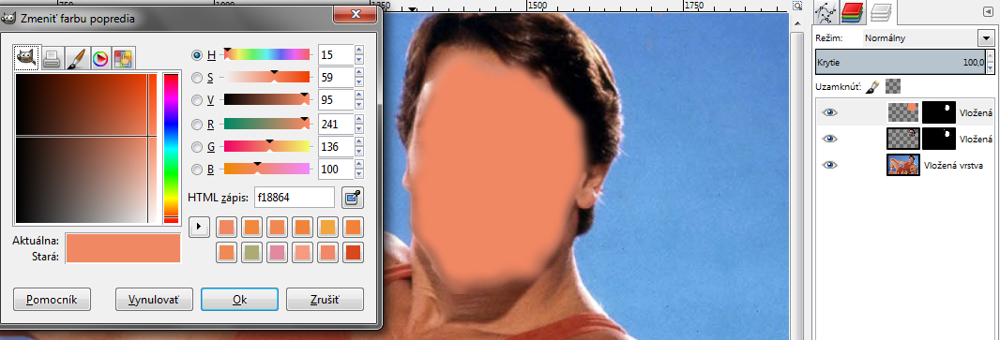 Zmeniť farbu popredia
H 15
S 59
V 95
R 241
G 136
B 100
HTML zápis: f18864
Aktuálna:
Stará:
Pomocník Vynulovať Ok Zrušiť
1250 1500 1750
Režim: Normálny
Krytie 100,0
Uzamknúť:
Vložená
Vložená
Vložená vrstva